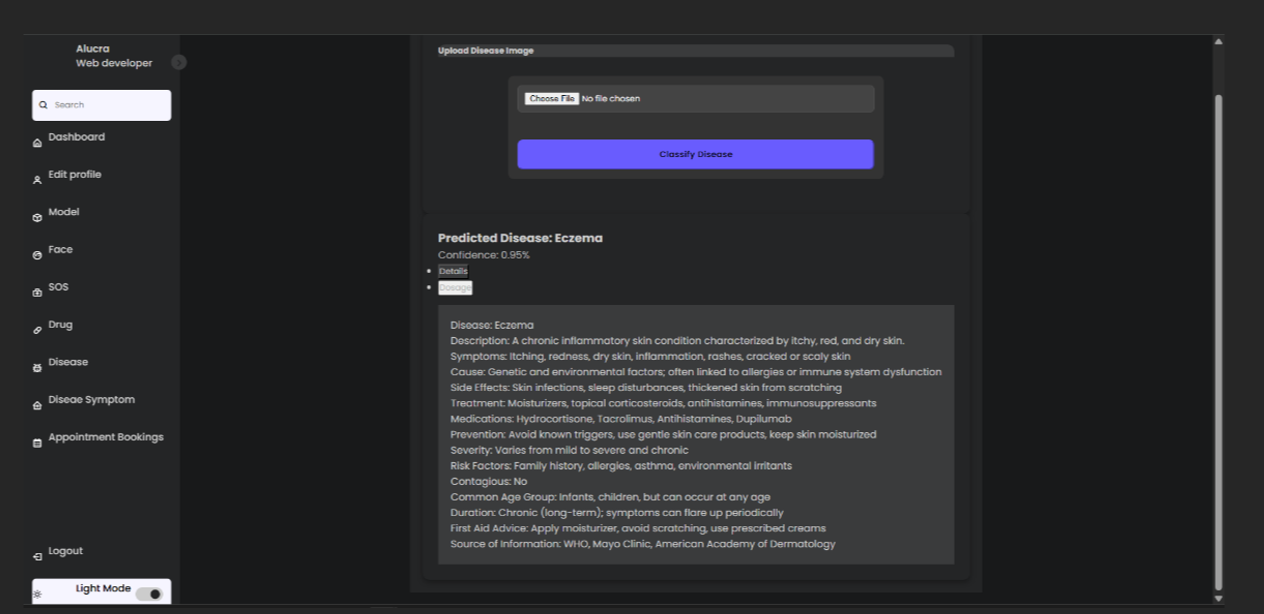 Alucra
Web developer
Search
Dashboard
Edit profile
Model
Face
SOS
Drug
Disease
Diseae Symptom
Appointment Bookings
Logout
Light Mode
Upload Disease Image
Choose File No file chosen
Classify Disease
Predicted Disease: Eczema
Confidence: 0.95%
Details
Dosage
Disease: Eczema
Description: A chronic inflammatory skin condition characterized by itchy, red, and dry skin.
Symptoms: Itching, redness, dry skin, inflammation, rashes, cracked or scaly skin
Cause: Genetic and environmental factors; often linked to allergies or immune system dysfunction
Side Effects: Skin infections, sleep disturbances, thickened skin from scratching
Treatment: Moisturizers, topical corticosteroids, antihistamines, immunosuppressants
Medications: Hydrocortisone, Tacrolimus, Antihistamines, Dupilumab
Prevention: Avoid known triggers, use gentle skin care products, keep skin moisturized
Severity: Varies from mild to severe and chronic
Risk Factors: Family history, allergies, asthma, environmental irritants
Contagious: No
Common Age Group: Infants, children, but can occur at any age
Duration: Chronic (long-term); symptoms can flare up periodically
First Aid Advice: Apply moisturizer, avoid scratching, use prescribed creams
Source of Information: WHO, Mayo Clinic, American Academy of Dermatology